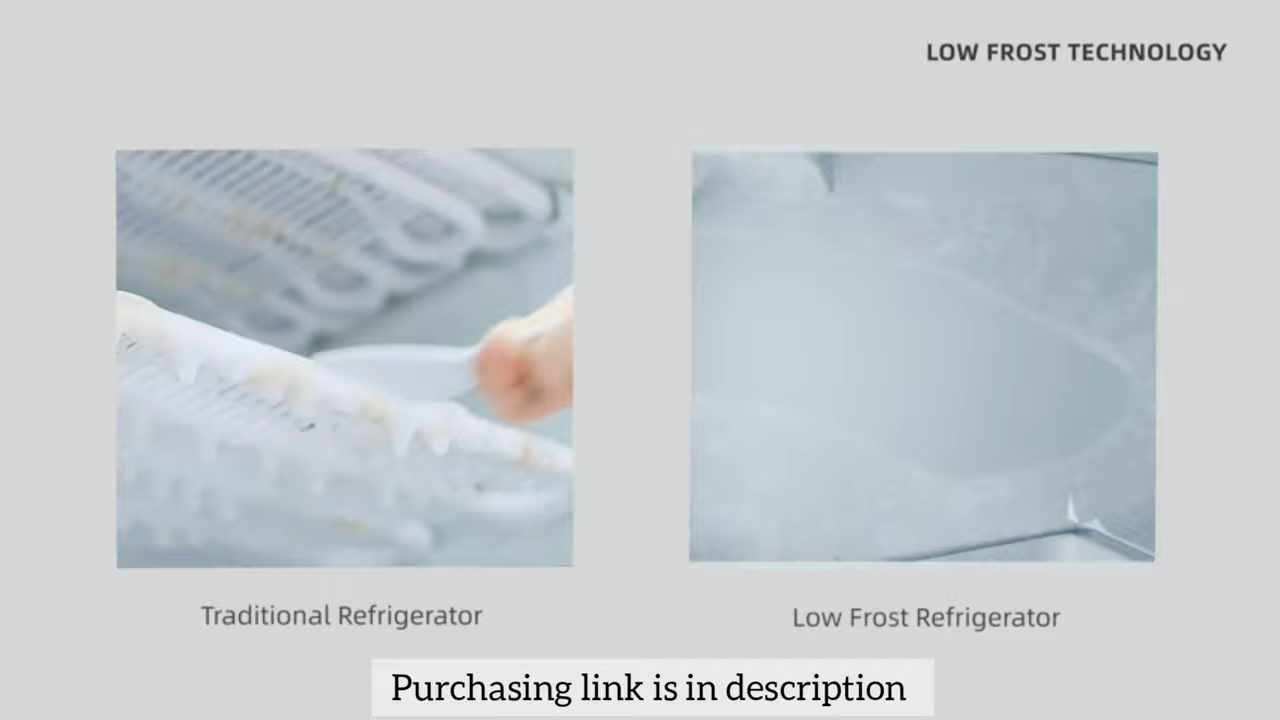 LOW FROST TECHNOLOGY
Traditional Refrigerator
Low Frost Refrigerator
Purchasing link is in description